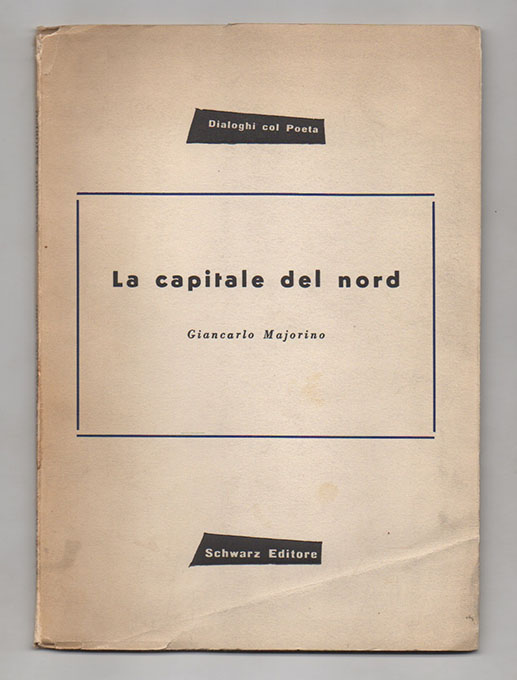 Dialoghi col Poeta
La capitale del nord
Giancarlo Majorino
Schwarz Editore